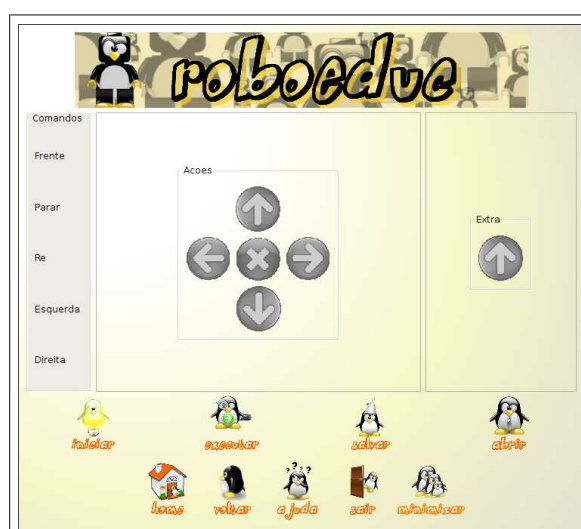 roboeduc
Comandos
Frente
Parar
Re
Esquerda
Direita
Acoes
Extra
iniciar
executar
salvar
abrir
home
voltar
ajuda
sair
minimizar